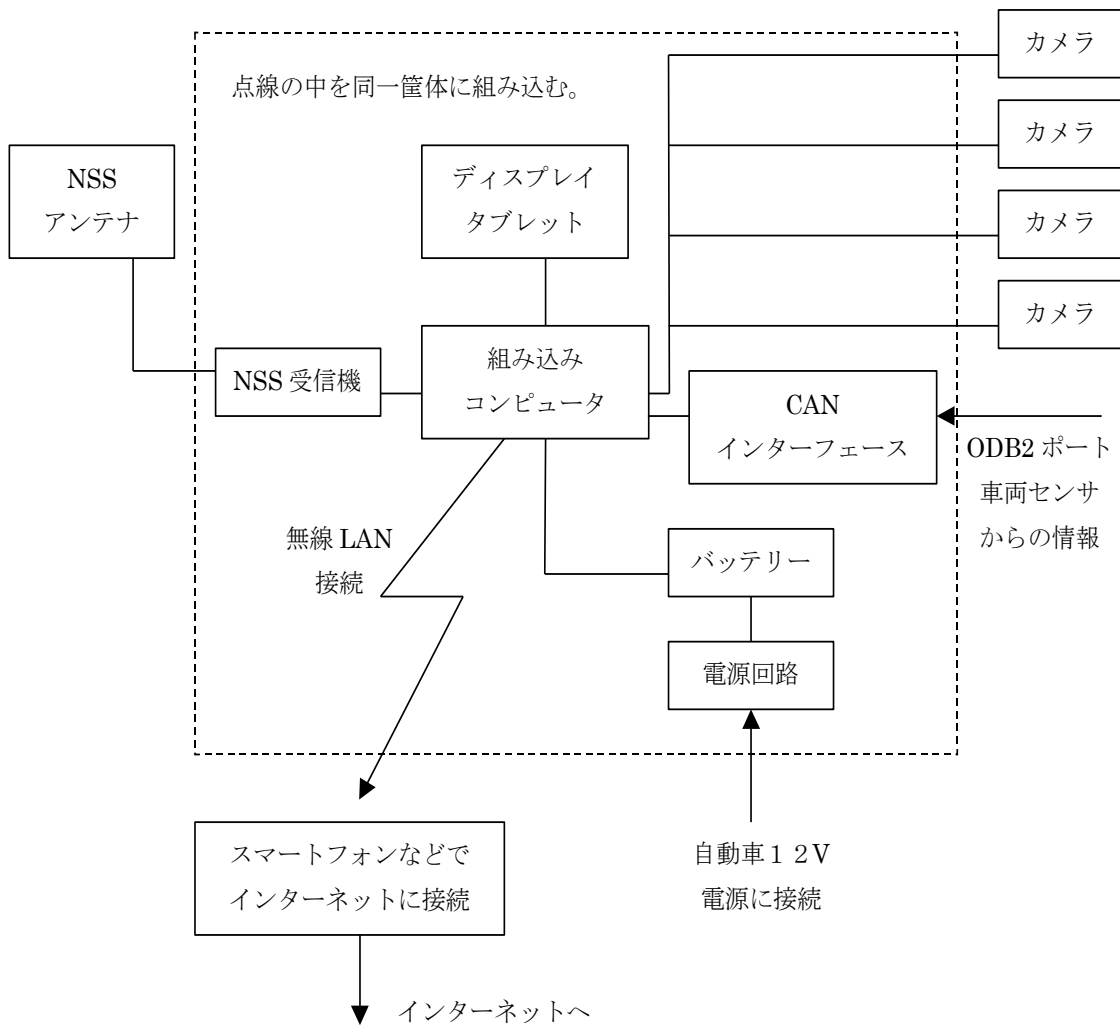 カメラ
点線の中を同一筐体に組み込む。
カメラ
NSS
アンテナ
ディスプレイ
タブレット
カメラ
カメラ
NSS 受信機
組み込み
コンピュータ
CAN
インターフェース
ODB2 ポート
車両センサ
からの情報
無線 LAN
接続
バッテリー
電源回路
スマートフォンなどで
インターネットに接続
自動車１２V
電源に接続
インターネットへ